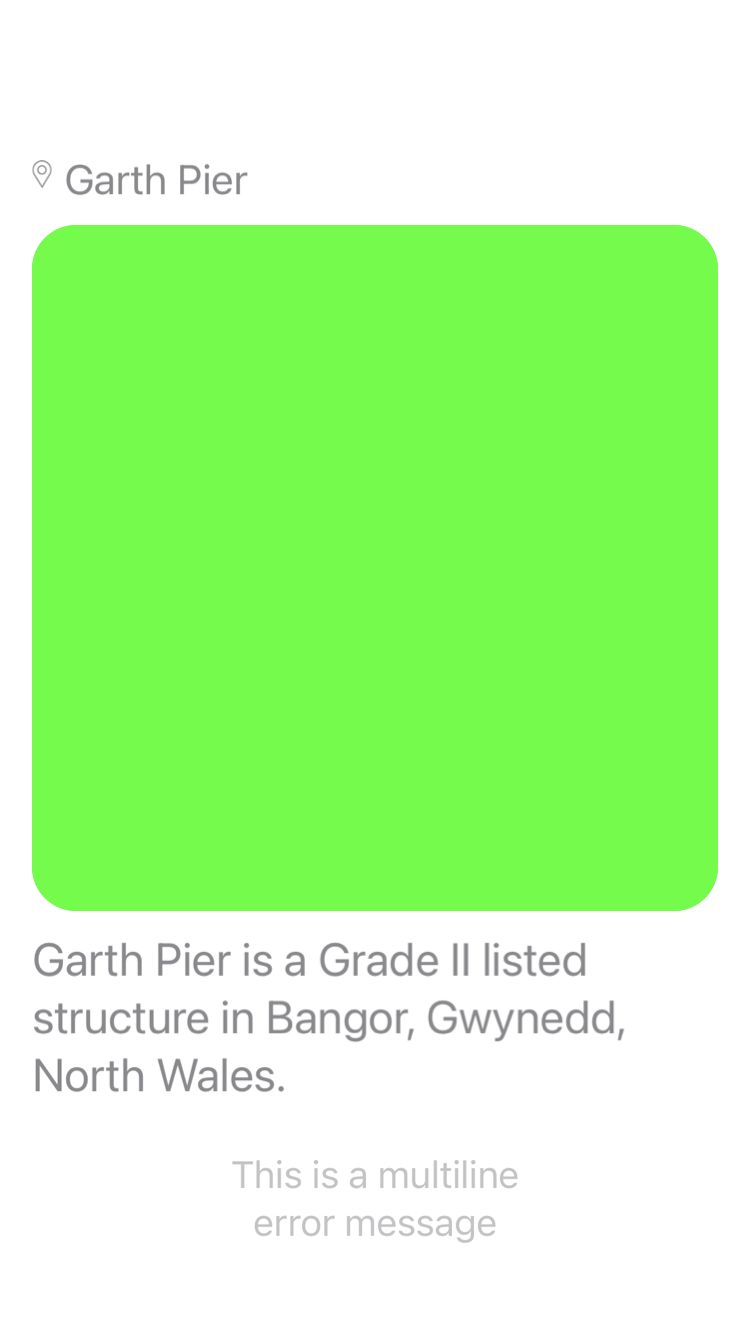 Garth Pier
Garth Pier is a Grade II listed
structure in Bangor, Gwynedd,
North Wales.
This is a multiline
error message